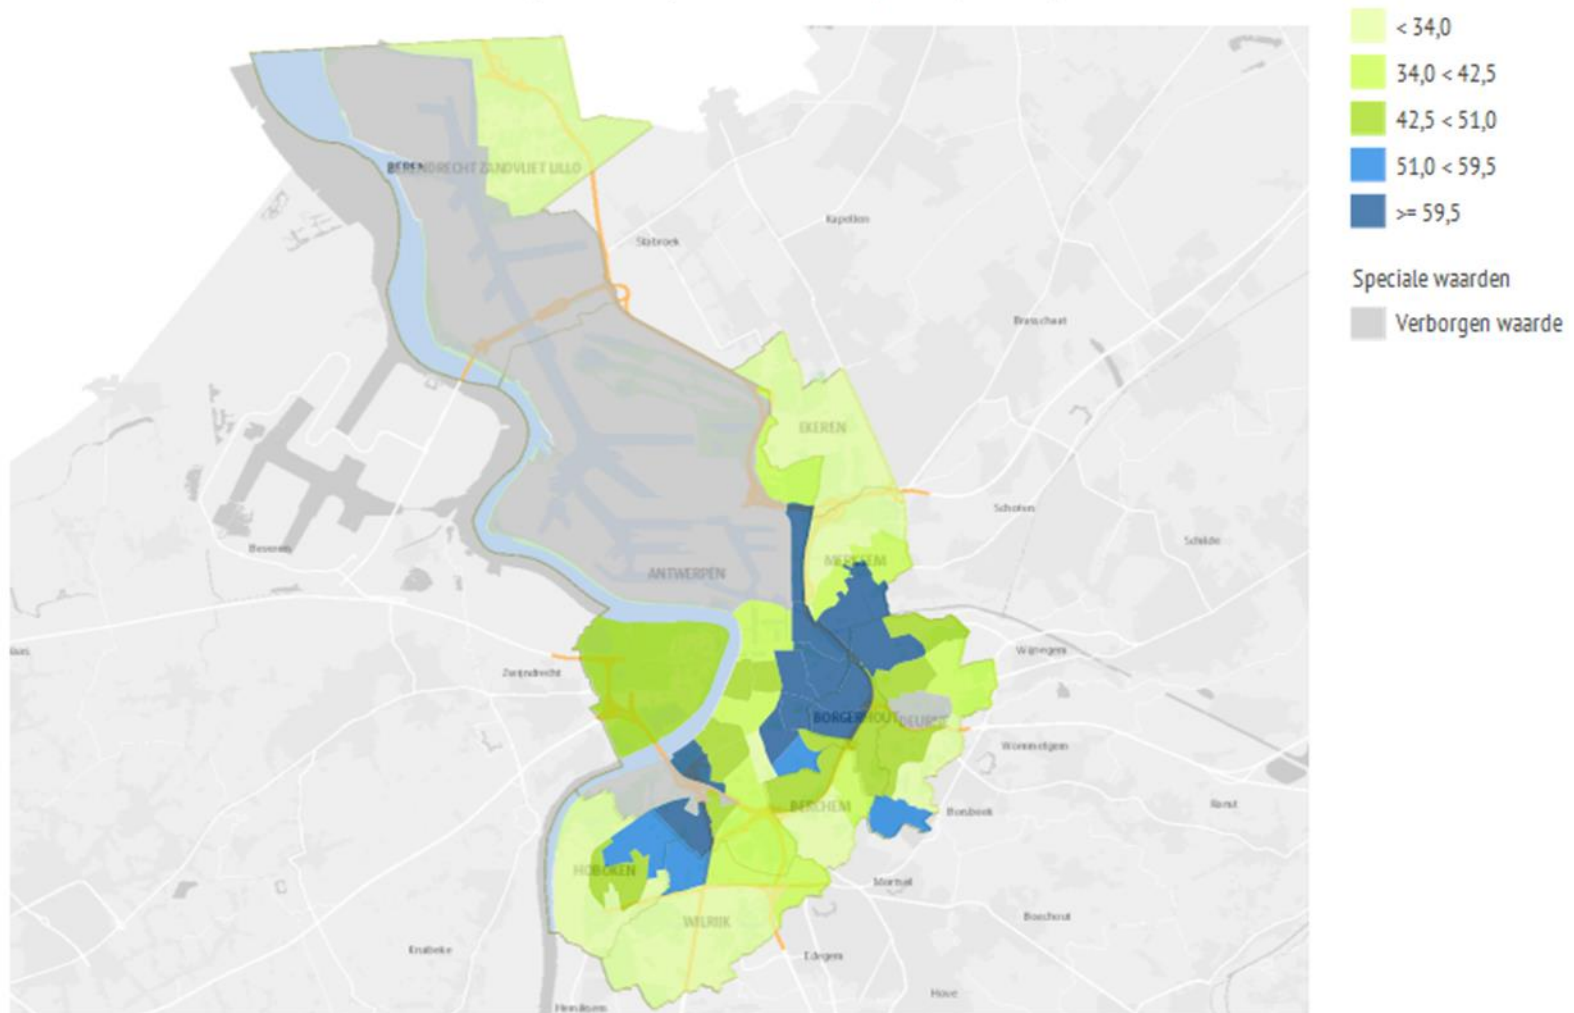 < 34,0
34,0 < 42,5
42,5 < 51,0
51,0 < 59,5
>= 59,5
Speciale waarden
Verborgen waarde
BERENDRECHT ZANDVLIET LILLO
Kapellen
Stabroek
Brasschaat
EKEREN
Schoten
Schilde
Beveren
MERKSEM
ANTWERPEN
Wijnegem
Zwijndrecht
BORGERHOUT
DEURNE
Wommelgem
BERCHEM
Ranst
Borsbeek
HOBOKEN
Mortsel
WILRIJK
Boechout
Kruibeke
Edegem
Hove
Hemiksem